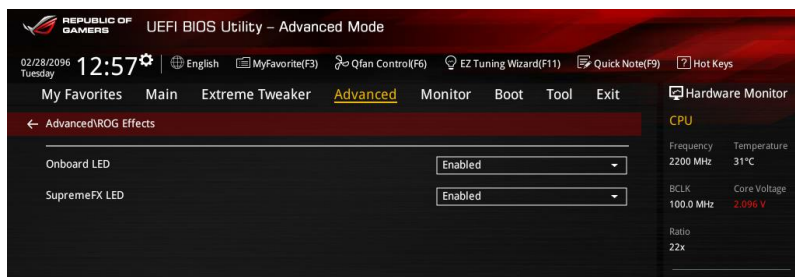 REPUBLIC OF
GAMERS
UEFI BIOS Utility – Advanced Mode
02/28/2096
Tuesday
12:57
English
MyFavorite(F3)
Qfan Control(F6)
EZ Tuning Wizard(F11)
Quick Note(F9)
? Hot Keys
My Favorites
Main
Extreme Tweaker
Advanced
Monitor
Boot
Tool
Exit
Hardware Monitor
← Advanced\ROG Effects
CPU
Onboard LED
Enabled
SupremeFX LED
Enabled
Frequency
Temperature
2200 MHz
31°C
BCLK
Core Voltage
100.0 MHz
2.096 V
Ratio
22x